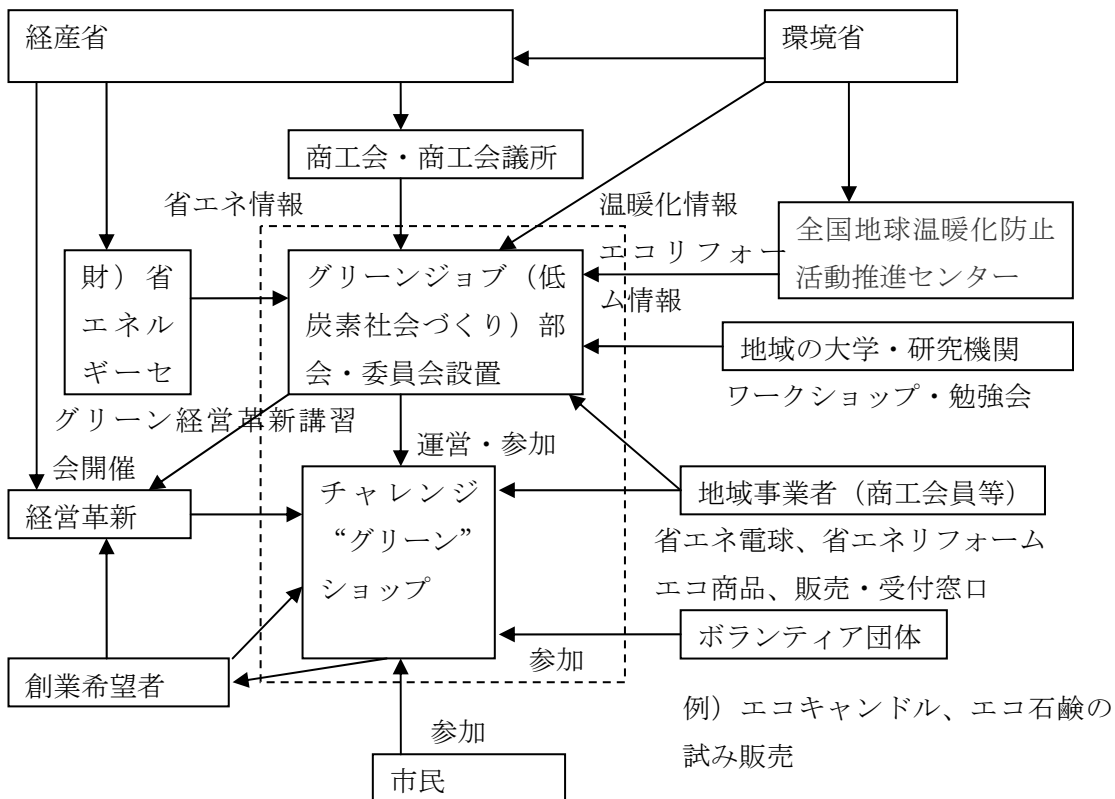 経産省
環境省
商工会・商工会議所
省エネ情報
温暖化情報
全国地球温暖化防止
活動推進センター
エコリフォー
ム情報
財）省
エネル
ギーセ
グリーンジョブ（低
炭素社会づくり）部
会・委員会設置
地域の大学・研究機関
ワークショップ・勉強会
グリーン経営革新講習
会開催
運営・参加
経営革新
チャレンジ
“グリーン”
ショップ
地域事業者（商工会員等）
省エネ電球、省エネリフォーム
エコ商品、販売・受付窓口
ボランティア団体
参加
創業希望者
例）エコキャンドル、エコ石鹸の
試み販売
参加
市民